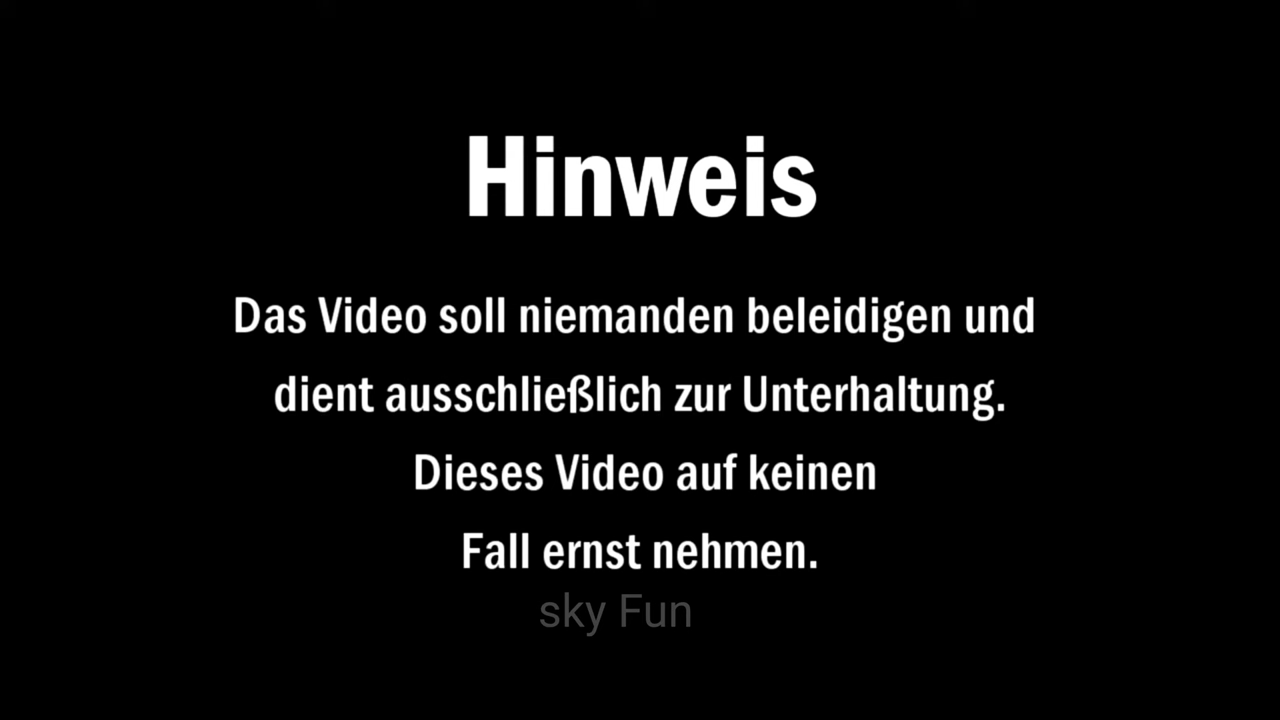 Hinweis
Das Video soll niemanden beleidigen und
dient ausschließlich zur Unterhaltung.
Dieses Video auf keinen
Fall ernst nehmen.
sky Fun